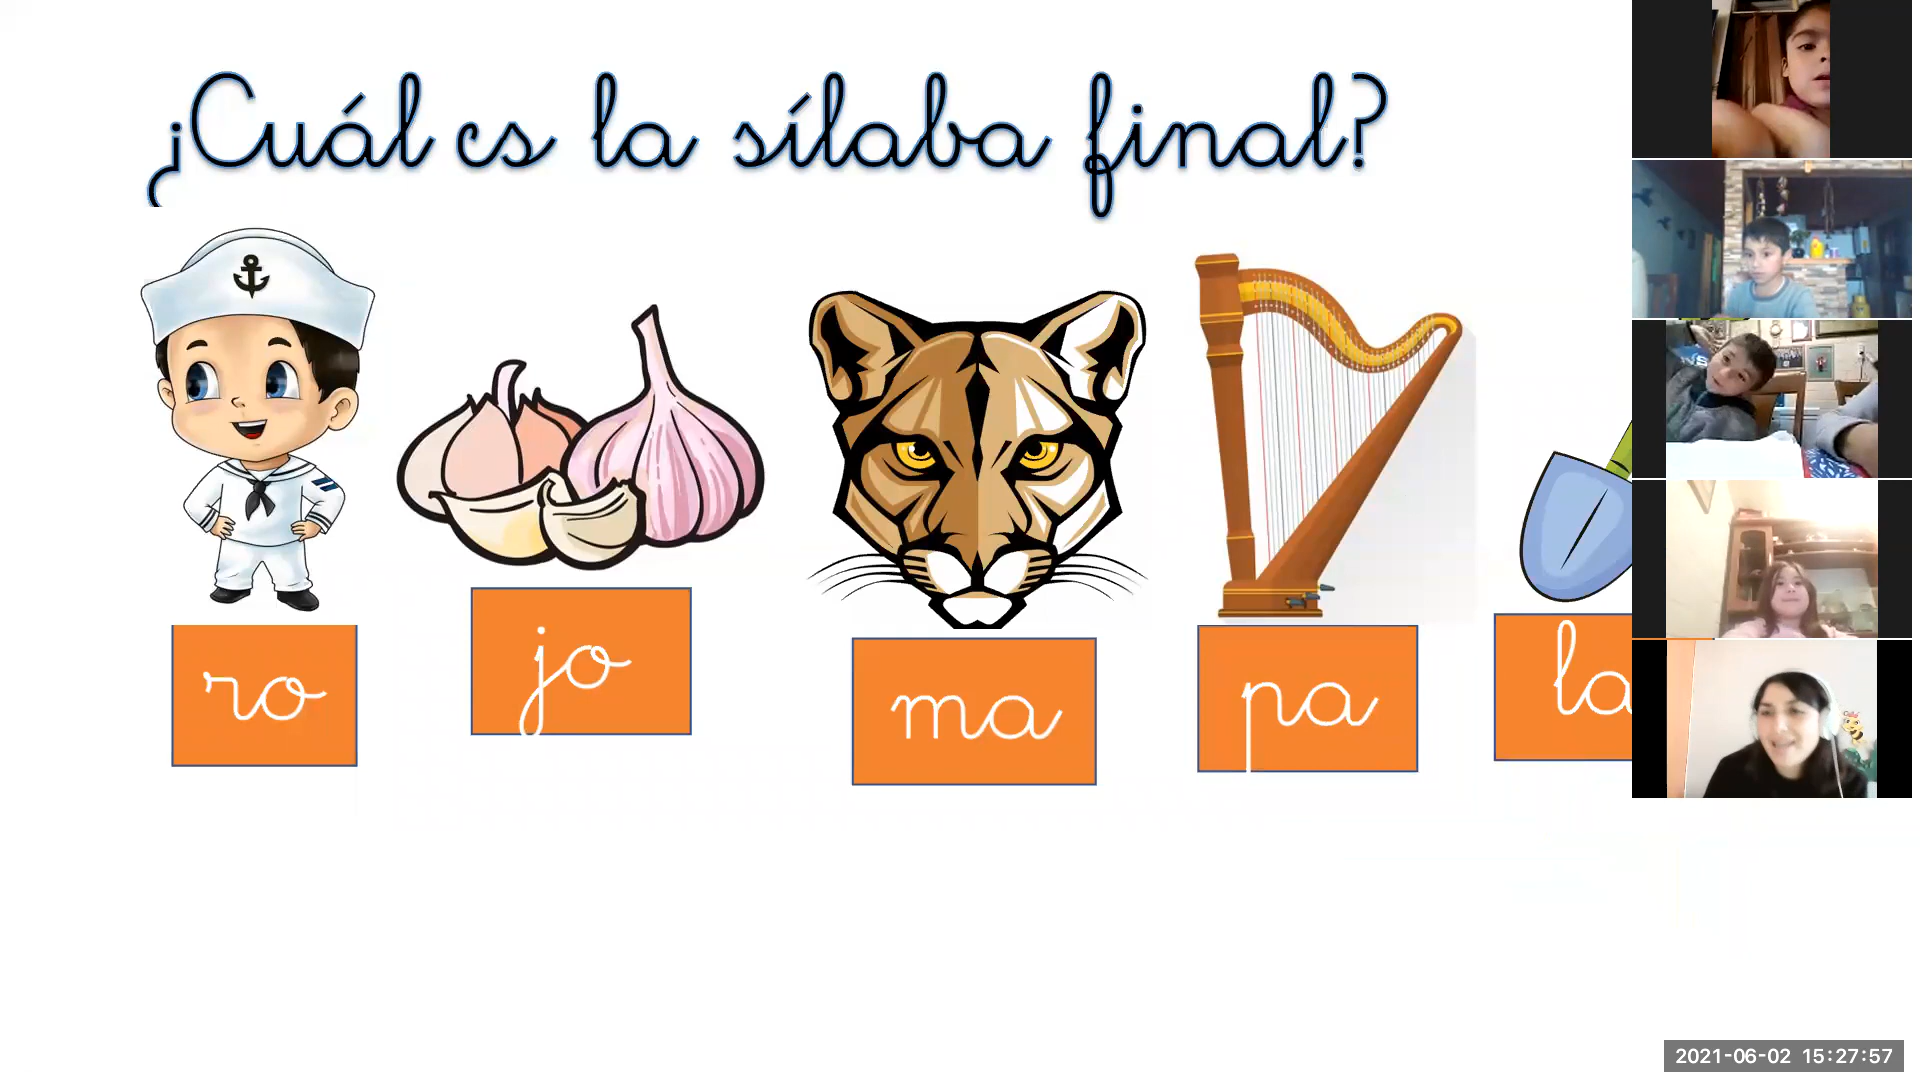 ¿Cuál es la sílaba final?
ro
jo
ma
pa
la
2021-06-02 15:27:57